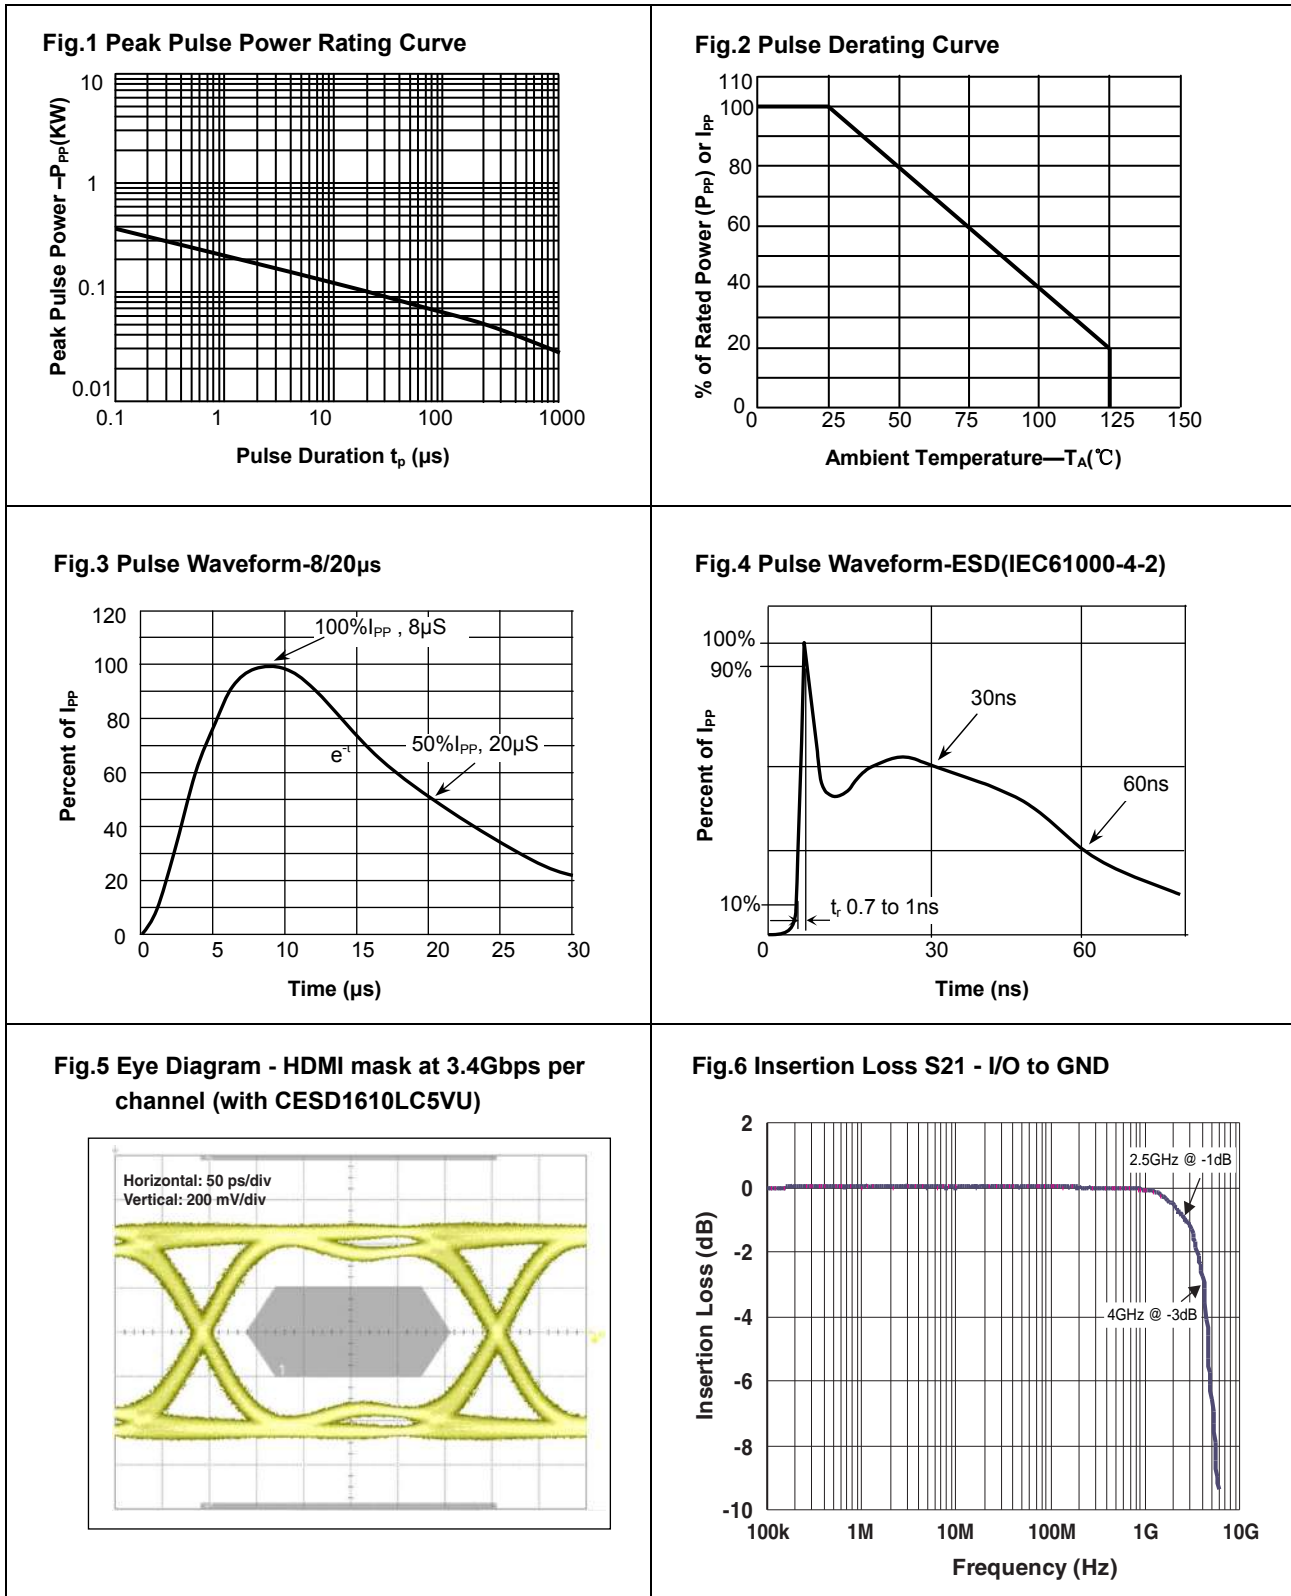 Fig.1 Peak Pulse Power Rating Curve
Peak Pulse Power –PPP(KW)
10
1
0.1
0.01
0.1 1 10 100 1000
Pulse Duration tp (µs)
Fig.2 Pulse Derating Curve
% of Rated Power (PPP) or IPP
110
100
80
60
40
20
0
0 25 50 75 100 125 150
Ambient Temperature—TA(℃)
Fig.3 Pulse Waveform-8/20µs
Percent of IPP
120
100
80
60
40
20
0
100%IPP , 8µS
e-t
50%IPP, 20µS
0 5 10 15 20 25 30
Time (µs)
Fig.4 Pulse Waveform-ESD(IEC61000-4-2)
Percent of IPP
100%
90%
10%
30ns
60ns
tr 0.7 to 1ns
0 30 60
Time (ns)
Fig.5 Eye Diagram - HDMI mask at 3.4Gbps per
channel (with CESD1610LC5VU)
Horizontal: 50 ps/div
Vertical: 200 mV/div
1
Fig.6 Insertion Loss S21 - I/O to GND
Insertion Loss (dB)
2
0
-2
-4
-6
-8
-10
2.5GHz @ -1dB
4GHz @ -3dB
100k 1M 10M 100M 1G 10G
Frequency (Hz)